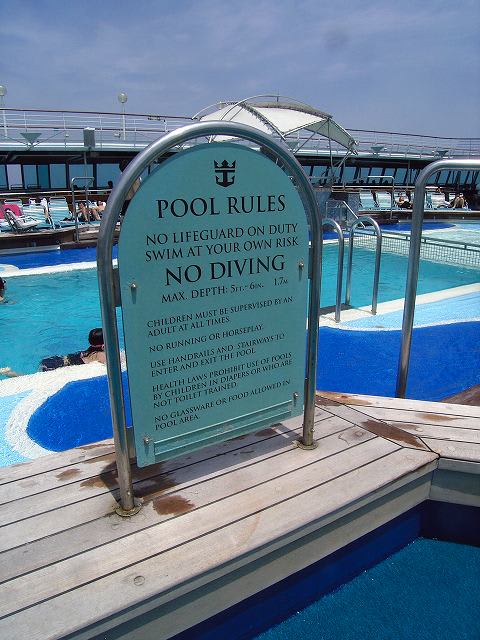 POOL RULES
NO LIFEGUARD ON DUTY
SWIM AT YOUR OWN RISK
NO DIVING
MAX. DEPTH: 5FT.- 6IN. 1.7M
CHILDREN MUST BE SUPERVISED BY AN
ADULT AT ALL TIMES.
NO RUNNING OR HORSEPLAY.
USE HANDRAILS AND STAIRWAYS TO
ENTER AND EXIT THE POOL.
HEALTH LAWS PROHIBIT USE OF POOLS
BY CHILDREN IN DIAPERS OR WHO ARE
NOT TOILET TRAINED.
NO GLASSWARE OR FOOD ALLOWED IN
POOL AREA.